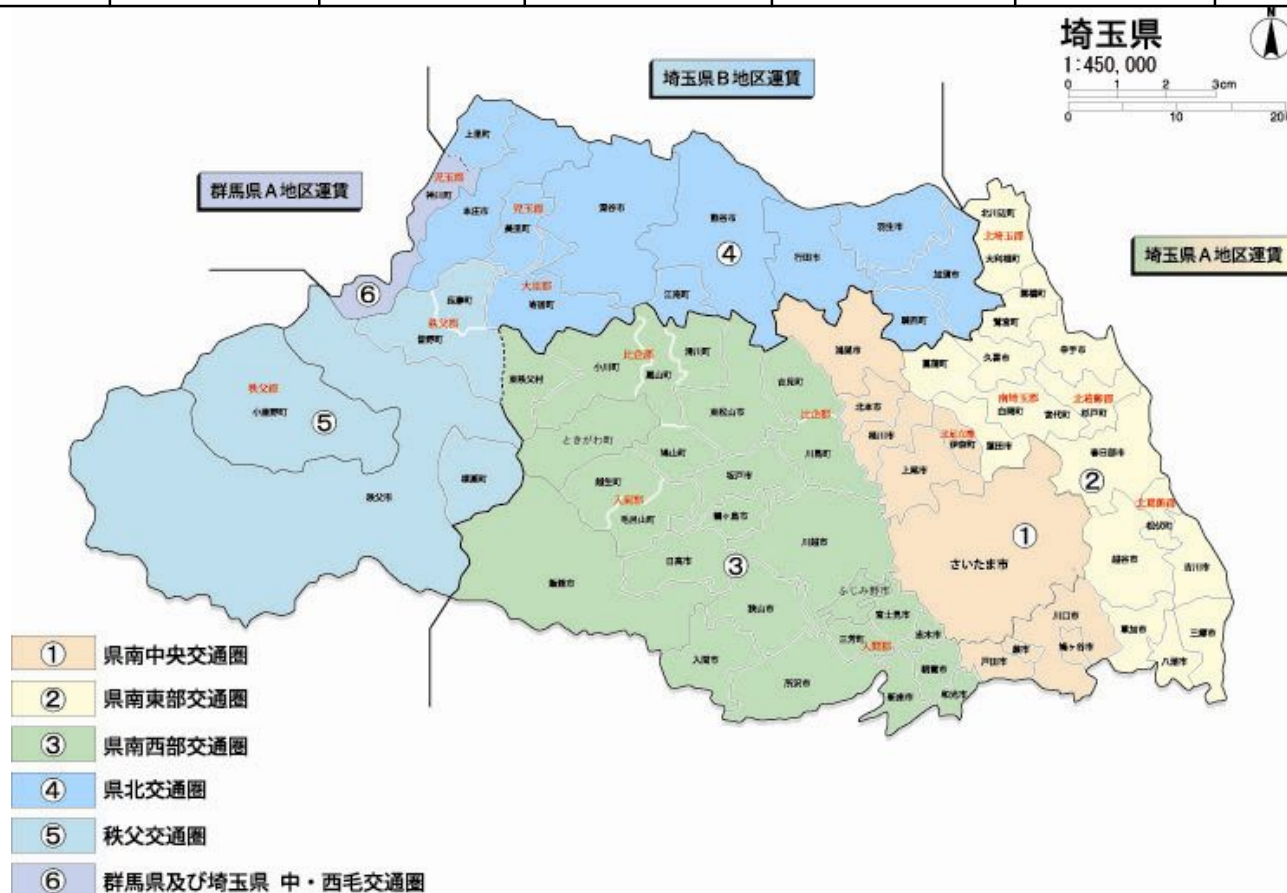 埼玉県
N
1:450,000
0 1 2 3cm
0 10 20
埼玉県B地区運賃
群馬県A地区運賃
埼玉県A地区運賃
上里町
児玉郡
神川町
本庄市
児玉郡
美里町
深谷市
熊谷市
④
行田市
羽生市
加須市
騎西町
江南町
大里郡
寄居町
北川辺町
北埼玉郡
大利根町
栗橋町
鷲宮町
幸手市
久喜市
菖蒲町
南埼玉郡
白岡町
宮代町
北葛飾郡
杉戸町
蓮田市
春日部市
②
北葛飾郡
松伏町
越谷市
吉川市
草加市
三郷市
八潮市
⑥
長瀞町
秩父郡
皆野町
秩父郡
小鹿野町
⑤
秩父市
横瀬町
東秩父村
小川町
比企郡
嵐山町
滑川町
吉見町
東松山市
比企郡
ときがわ町
鳩山町
川島町
越生町
入間郡
毛呂山町
坂戸市
鶴ヶ島市
川越市
日高市
③
飯能市
狭山市
ふじみ野市
富士見市
三芳町
入間郡
志木市
入間市
所沢市
朝霞市
新座市
和光市
鴻巣市
北本市
桶川市
北足立郡
伊奈町
上尾市
①
さいたま市
川口市
戸田市
蕨市
鳩ヶ谷市
① 県南中央交通圏
② 県南東部交通圏
③ 県南西部交通圏
④ 県北交通圏
⑤ 秩父交通圏
⑥ 群馬県及び埼玉県 中・西毛交通圏